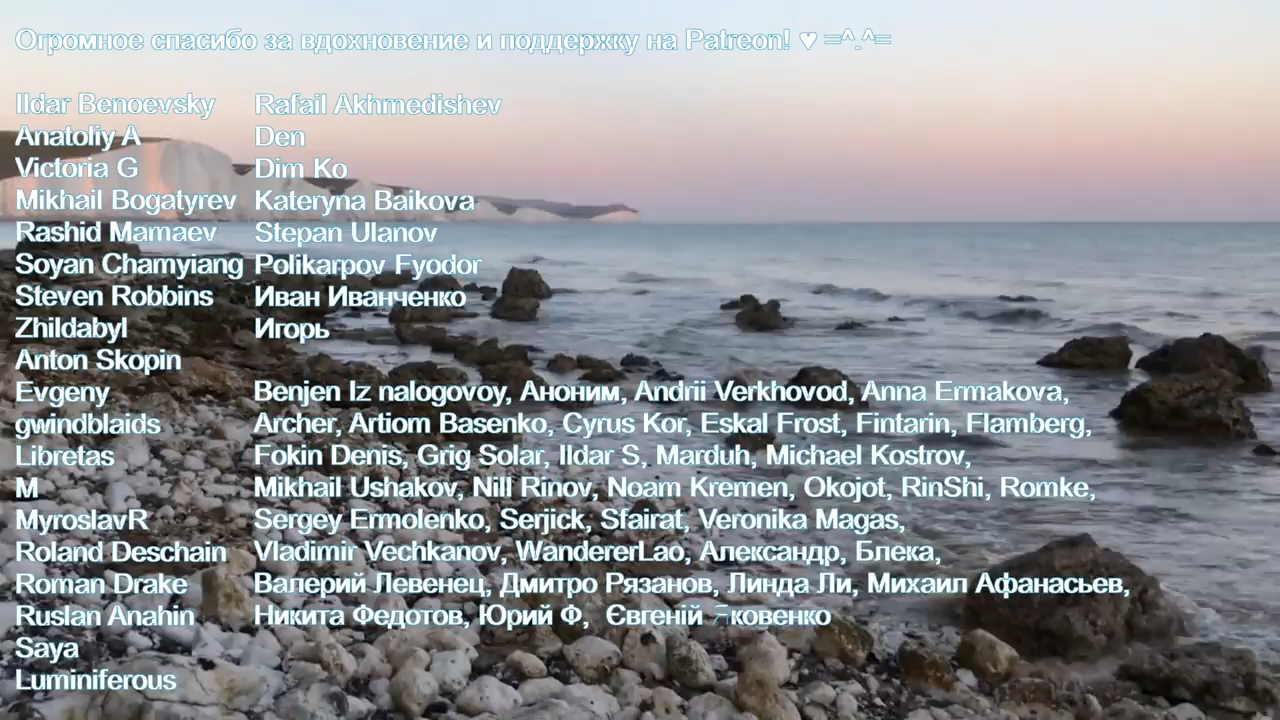 Огромное спасибо за вдохновение и поддержку на Patreon! ♥ =^.^=
Ildar Benoevsky
Anatoliy A
Victoria G
Mikhail Bogatyrev
Rashid Mamaev
Soyan Chamyiang
Steven Robbins
Zhildabyl
Anton Skopin
Evgeny
gwindblaids
Libretas
M
MyroslavR
Roland Deschain
Roman Drake
Ruslan Anahin
Saya
Luminiferous
Rafail Akhmedishev
Den
Dim Ko
Kateryna Baikova
Stepan Ulanov
Polikarpov Fyodor
Иван Иванченко
Игорь
Benjen Iz nalogovoy, Аноним, Andrii Verkhovod, Anna Ermakova,
Archer, Artiom Basenko, Cyrus Kor, Eskal Frost, Fintarin, Flamberg,
Fokin Denis, Grig Solar, Ildar S, Marduh, Michael Kostrov,
Mikhail Ushakov, Nill Rinov, Noam Kremen, Okojot, RinShi, Romke,
Sergey Ermolenko, Serjick, Sfairat, Veronika Magas,
Vladimir Vechkanov, WandererLao, Александр, Блека,
Валерий Левенец, Дмитро Рязанов, Линда Ли, Михаил Афанасьев,
Никита Федотов, Юрий Ф, Євгеній Яковенко